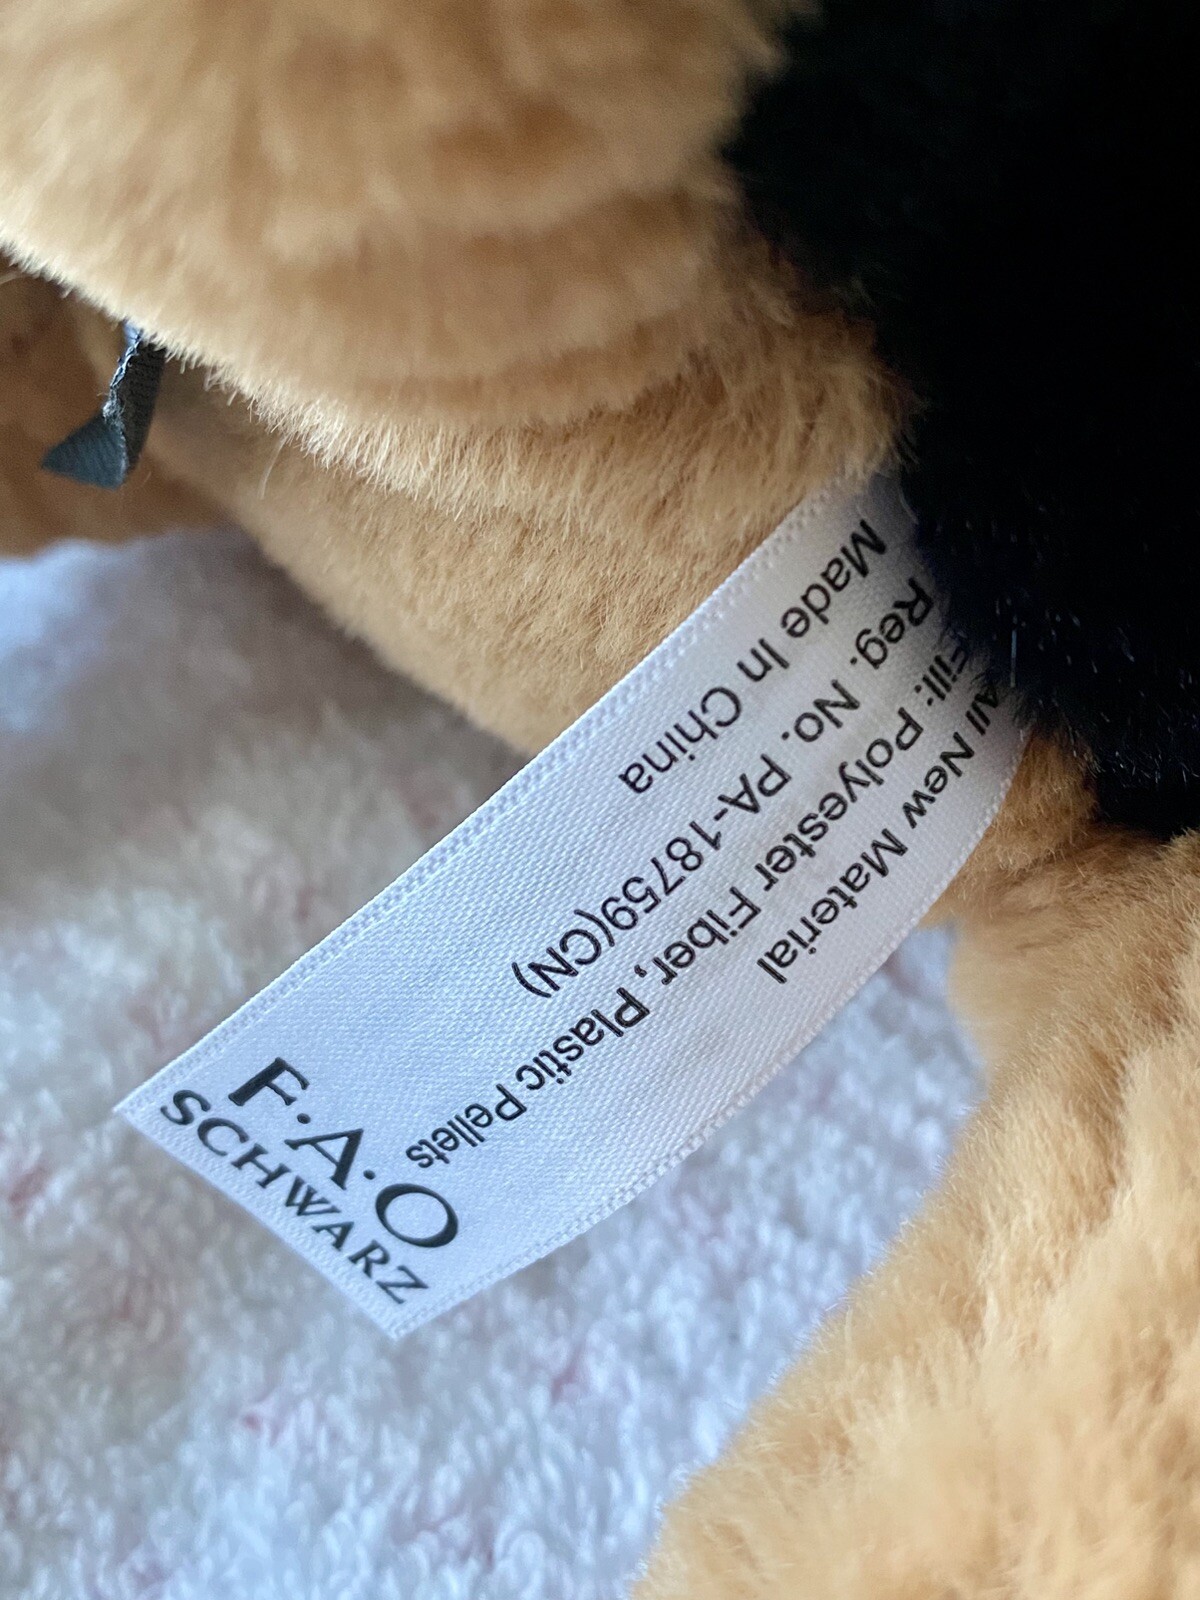 All New Material
Fill: Polyester Fiber, Plastic Pellets
Reg. No. PA-18759(CN)
Made In China
F.A.O
SCHWARZ